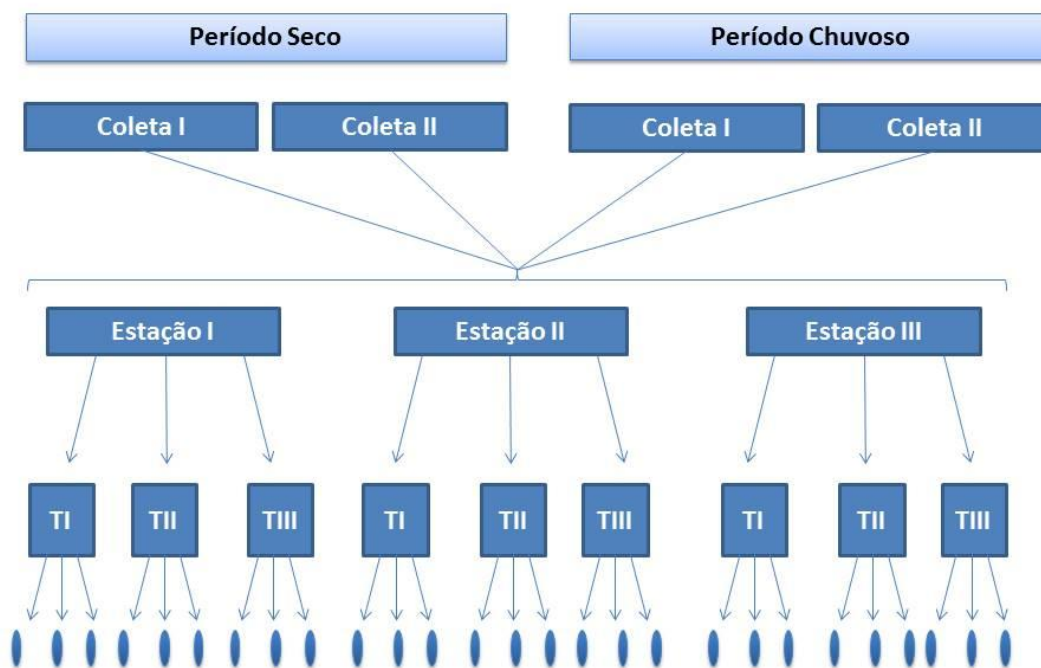 Período Seco
Período Chuvoso
Coleta I
Coleta II
Coleta I
Coleta II
Estação I
Estação II
Estação III
TI
TII
TIII
TI
TII
TIII
TI
TII
TIII